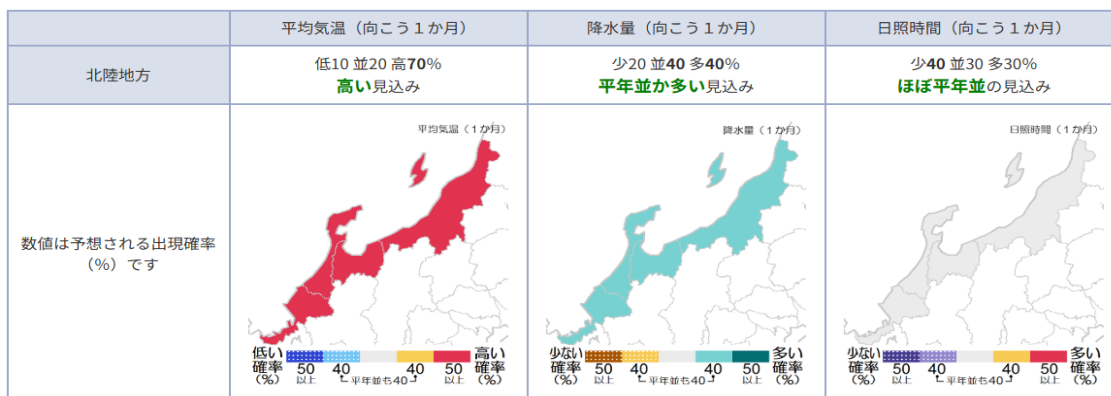 平均気温（向こう１か月）
降水量（向こう１か月）
日照時間（向こう１か月）
北陸地方
低10 並20 高70%
高い見込み
少20 並40 多40%
平年並か多い見込み
少40 並30 多30%
ほぼ平年並の見込み
数値は予想される出現確率
（%）です
平均気温（１か月）
低い
確率
(%)
50
以上
40
平年並も40
40
50
以上
高い
確率
(%)
降水量（１か月）
少ない
確率
(%)
50
以上
40
平年並も40
40
50
以上
多い
確率
(%)
日照時間（１か月）
少ない
確率
(%)
50
以上
40
平年並も40
40
50
以上
多い
確率
(%)